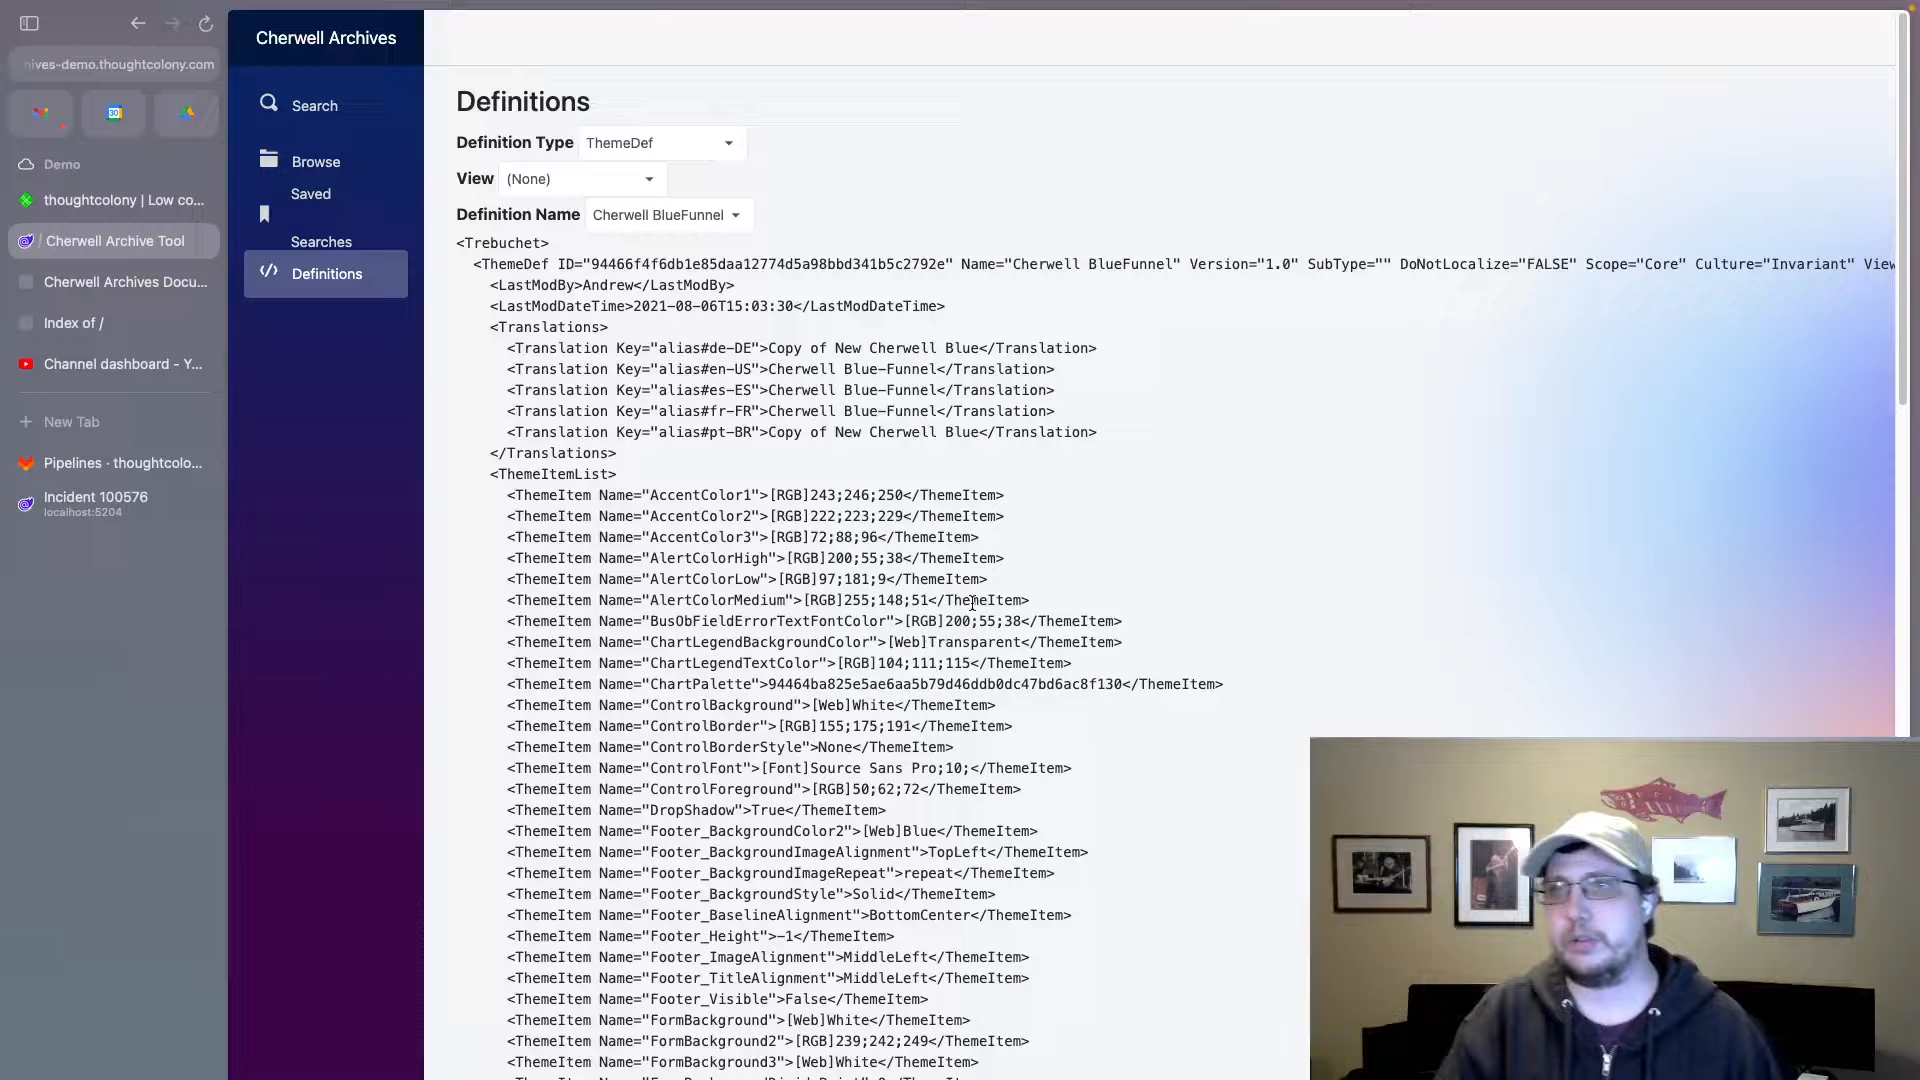 Cherwell Archives
hives-demo.thoughtcolony.com
30
Demo
thoughtcolony | Low co...
Cherwell Archive Tool
Cherwell Archives Docu...
Index of /
Channel dashboard - Y...
New Tab
Pipelines · thoughtcolo...
Incident 100576
localhost:5204
Search
Browse
Saved
Searches
Definitions
Definitions
Definition Type ThemeDef
View (None)
Definition Name Cherwell BlueFunnel
<Trebuchet>
<ThemeDef ID="94466f4f6db1e85daa12774d5a98bbd341b5c2792e" Name="Cherwell BlueFunnel" Version="1.0" SubType="" DoNotLocalize="FALSE" Scope="Core" Culture="Invariant" View
<LastModBy>Andrew</LastModBy>
<LastModDateTime>2021-08-06T15:03:30</LastModDateTime>
<Translations>
<Translation Key="alias#de-DE">Copy of New Cherwell Blue</Translation>
<Translation Key="alias#en-US">Cherwell Blue-Funnel</Translation>
<Translation Key="alias#es-ES">Cherwell Blue-Funnel</Translation>
<Translation Key="alias#fr-FR">Cherwell Blue-Funnel</Translation>
<Translation Key="alias#pt-BR">Copy of New Cherwell Blue</Translation>
</Translations>
<ThemeItemList>
<ThemeItem Name="AccentColor1">[RGB]243;246;250</ThemeItem>
<ThemeItem Name="AccentColor2">[RGB]222;223;229</ThemeItem>
<ThemeItem Name="AccentColor3">[RGB]72;88;96</ThemeItem>
<ThemeItem Name="AlertColorHigh">[RGB]200;55;38</ThemeItem>
<ThemeItem Name="AlertColorLow">[RGB]97;181;9</ThemeItem>
<ThemeItem Name="AlertColorMedium">[RGB]255;148;51</ThemeItem>
<ThemeItem Name="BusObFieldErrorTextFontColor">[RGB]200;55;38</ThemeItem>
<ThemeItem Name="ChartLegendBackgroundColor">[Web]Transparent</ThemeItem>
<ThemeItem Name="ChartLegendTextColor">[RGB]104;111;115</ThemeItem>
<ThemeItem Name="ChartPalette">94464ba825e5ae6aa5b79d46ddb0dc47bd6ac8f130</ThemeItem>
<ThemeItem Name="ControlBackground">[Web]White</ThemeItem>
<ThemeItem Name="ControlBorder">[RGB]155;175;191</ThemeItem>
<ThemeItem Name="ControlBorderStyle">None</ThemeItem>
<ThemeItem Name="ControlFont">[Font]Source Sans Pro;10;</ThemeItem>
<ThemeItem Name="ControlForeground">[RGB]50;62;72</ThemeItem>
<ThemeItem Name="DropShadow">True</ThemeItem>
<ThemeItem Name="Footer_BackgroundColor2">[Web]Blue</ThemeItem>
<ThemeItem Name="Footer_BackgroundImageAlignment">TopLeft</ThemeItem>
<ThemeItem Name="Footer_BackgroundImageRepeat">repeat</ThemeItem>
<ThemeItem Name="Footer_BackgroundStyle">Solid</ThemeItem>
<ThemeItem Name="Footer_BaselineAlignment">BottomCenter</ThemeItem>
<ThemeItem Name="Footer_Height">-1</ThemeItem>
<ThemeItem Name="Footer_ImageAlignment">MiddleLeft</ThemeItem>
<ThemeItem Name="Footer_TitleAlignment">MiddleLeft</ThemeItem>
<ThemeItem Name="Footer_Visible">False</ThemeItem>
<ThemeItem Name="FormBackground">[Web]White</ThemeItem>
<ThemeItem Name="FormBackground2">[RGB]239;242;249</ThemeItem>
<ThemeItem Name="FormBackground3">[Web]White</ThemeItem>